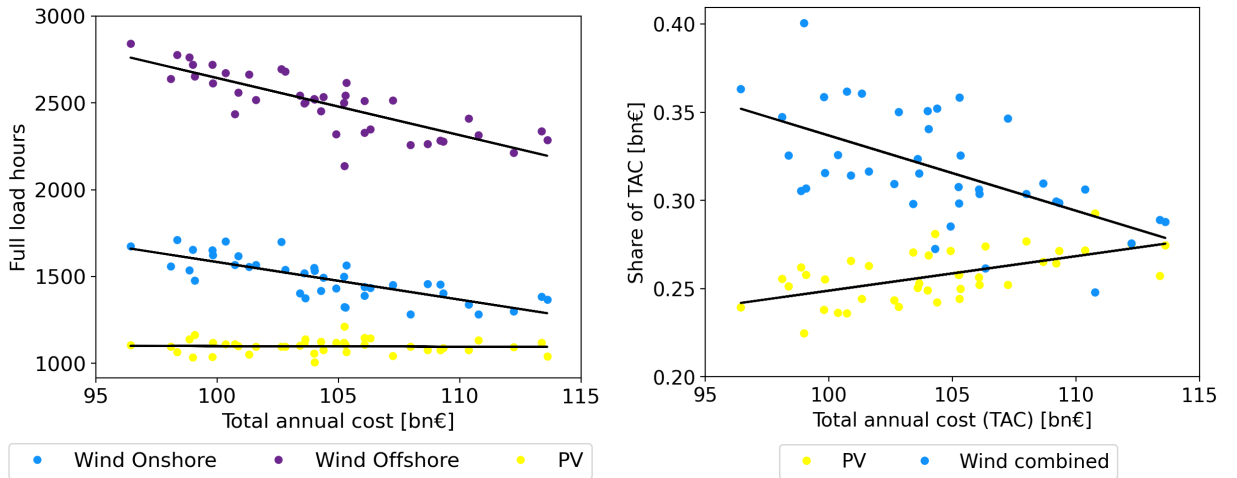 3000
2500
2000
1500
1000
Full load hours
95 100 105 110 115
Total annual cost [bn€]
Wind Onshore Wind Offshore PV
0.40
0.35
0.30
0.25
0.20
Share of TAC [bn€]
95 100 105 110 115
Total annual cost (TAC) [bn€]
PV Wind combined